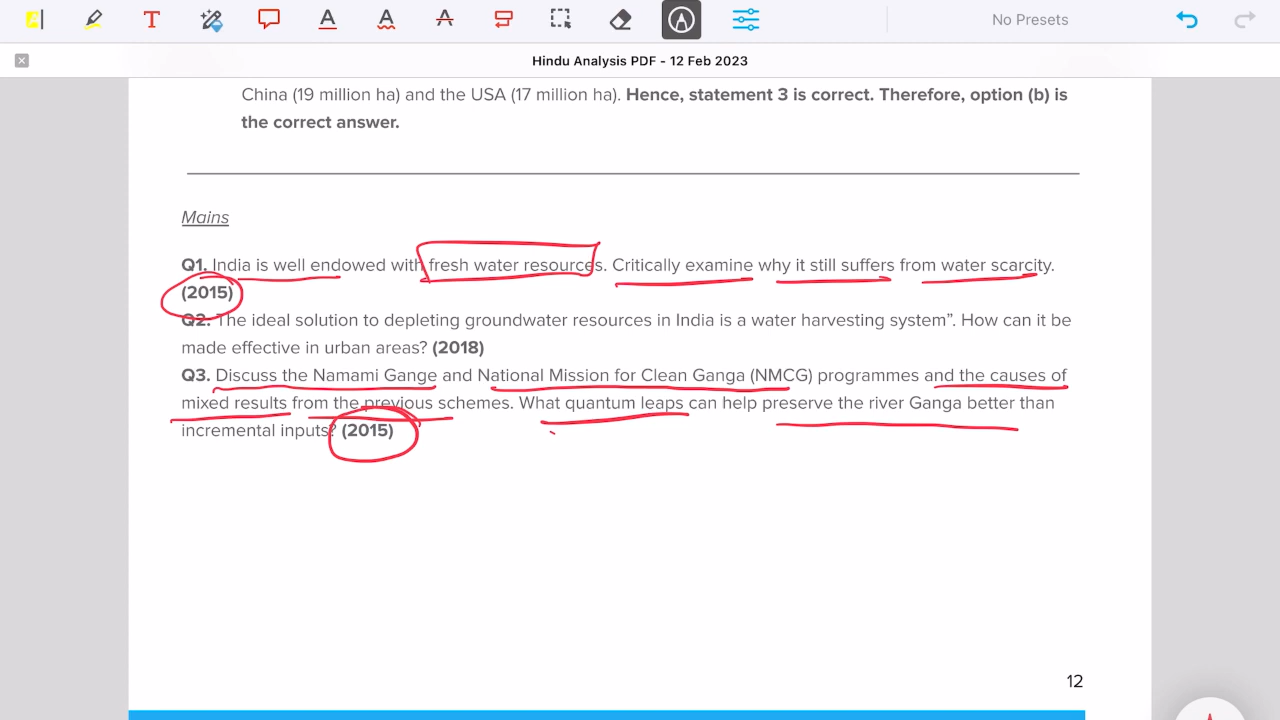 No Presets
Hindu Analysis PDF - 12 Feb 2023
China (19 million ha) and the USA (17 million ha). Hence, statement 3 is correct. Therefore, option (b) is
the correct answer.
Mains
Q1. India is well endowed with fresh water resources. Critically examine why it still suffers from water scarcity.
(2015)
Q2. The ideal solution to depleting groundwater resources in India is a water harvesting system”. How can it be
made effective in urban areas? (2018)
Q3. Discuss the Namami Gange and National Mission for Clean Ganga (NMCG) programmes and the causes of
mixed results from the previous schemes. What quantum leaps can help preserve the river Ganga better than
incremental inputs? (2015)
12